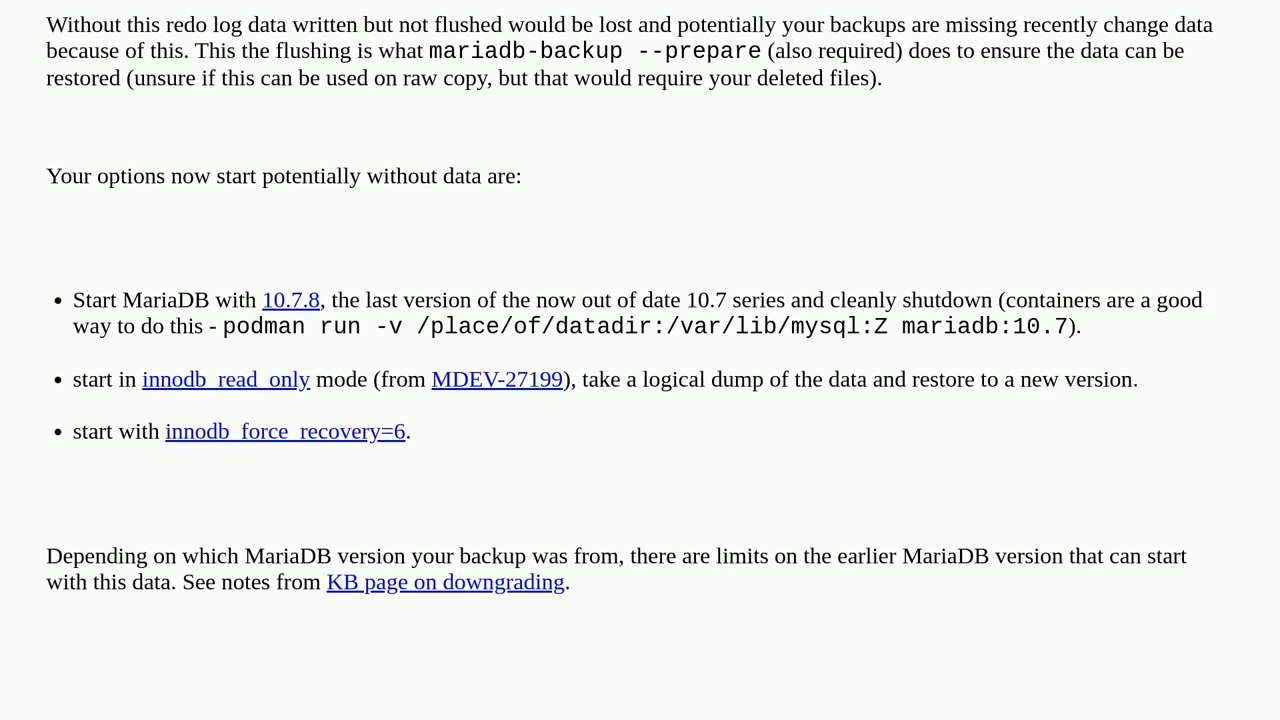 Without this redo log data written but not flushed would be lost and potentially your backups are missing recently change data
because of this. This the flushing is what mariadb-backup --prepare (also required) does to ensure the data can be
restored (unsure if this can be used on raw copy, but that would require your deleted files).
Your options now start potentially without data are:
• Start MariaDB with 10.7.8, the last version of the now out of date 10.7 series and cleanly shutdown (containers are a good
way to do this - podman run -v /place/of/datadir:/var/lib/mysql:Z mariadb:10.7).
• start in innodb_read_only mode (from MDEV-27199), take a logical dump of the data and restore to a new version.
• start with innodb_force_recovery=6.
Depending on which MariaDB version your backup was from, there are limits on the earlier MariaDB version that can start
with this data. See notes from KB page on downgrading.